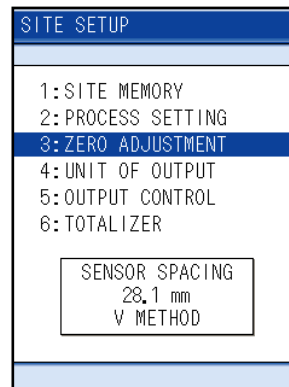 SITE SETUP
1:SITE MEMORY
2:PROCESS SETTING
3:ZERO ADJUSTMENT
4:UNIT OF OUTPUT
5:OUTPUT CONTROL
6:TOTALIZER
SENSOR SPACING
28.1 mm
V METHOD